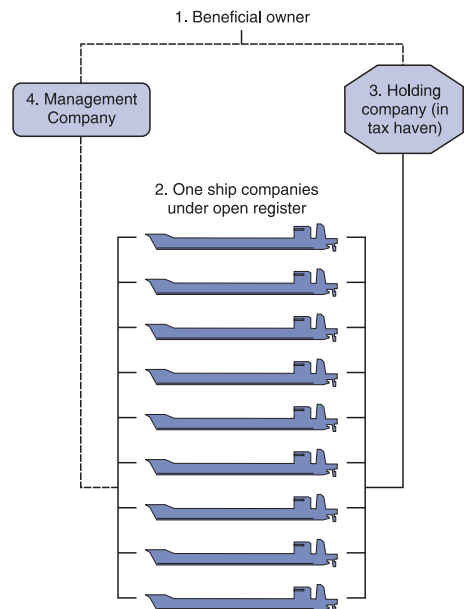 1. Beneficial owner
4. Management
Company
3. Holding
company (in
tax haven)
2. One ship companies
under open register